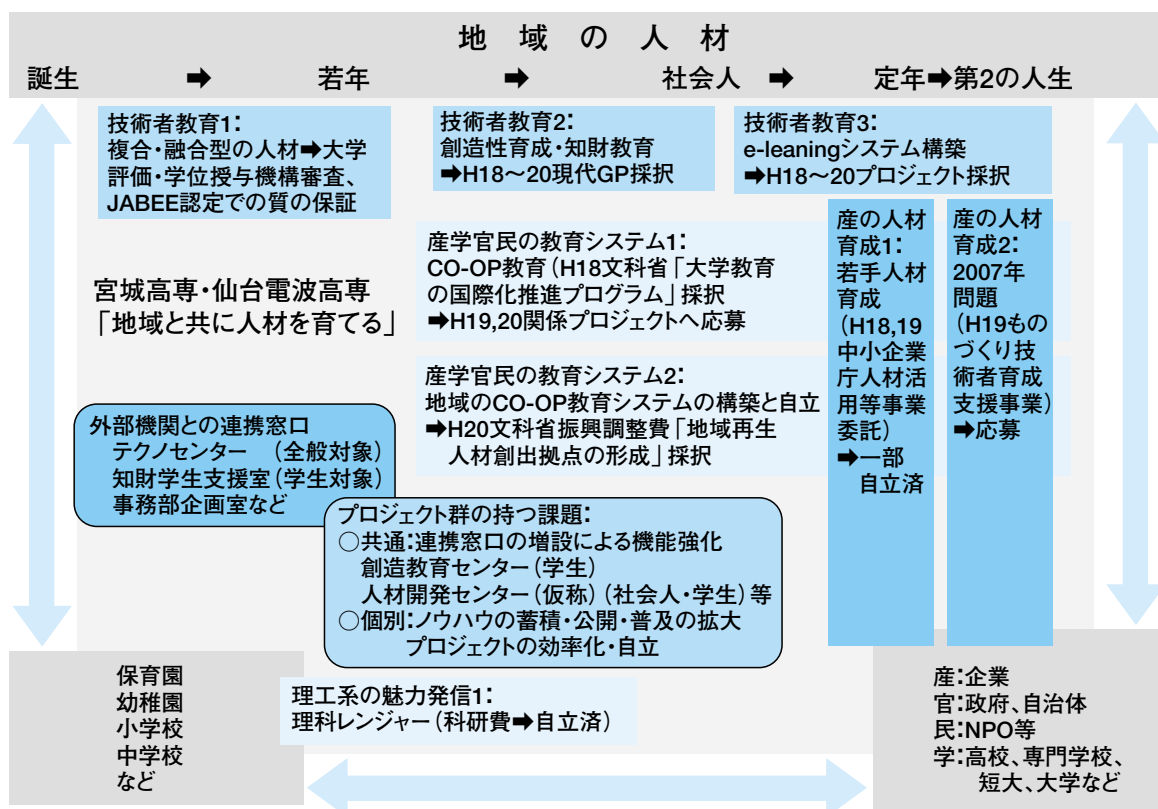 地域の人材
誕生 ➡ 若年 ➡ 社会人 ➡ 定年➡第2の人生
技術者教育1：
複合・融合型の人材➡大学
評価・学位授与機構審査、
JABEE認定での質の保証
技術者教育2：
創造性育成・知財教育
➡H18～20現代GP採択
技術者教育3：
e-leaningシステム構築
➡H18～20プロジェクト採択
宮城高専・仙台電波高専
「地域と共に人材を育てる」
産学官民の教育システム1：
CO-OP教育（H18文科省「大学教育
の国際化推進プログラム」採択
➡H19,20関係プロジェクトへ応募
産学官民の教育システム2：
地域のCO-OP教育システムの構築と自立
➡H20文科省振興調整費「地域再生
人材創出拠点の形成」採択
産の人材
育成1：
若手人材
育成
（H18,19
中小企業
庁人材活
用等事業
委託）
➡一部
自立済
産の人材
育成2：
2007年
問題
（H19もの
づくり技
術者育成
支援事業）
➡応募
外部機関との連携窓口
テクノセンター （全般対象）
知財学生支援室（学生対象）
事務部企画室など
プロジェクト群の持つ課題：
○共通：連携窓口の増設による機能強化
創造教育センター（学生）
人材開発センター（仮称）（社会人・学生）等
○個別：ノウハウの蓄積・公開・普及の拡大
プロジェクトの効率化・自立
理工系の魅力発信1：
理科レンジャー（科研費➡自立済）
保育園
幼稚園
小学校
中学校
など
産：企業
官：政府、自治体
民：NPO等
学：高校、専門学校、
短大、大学など